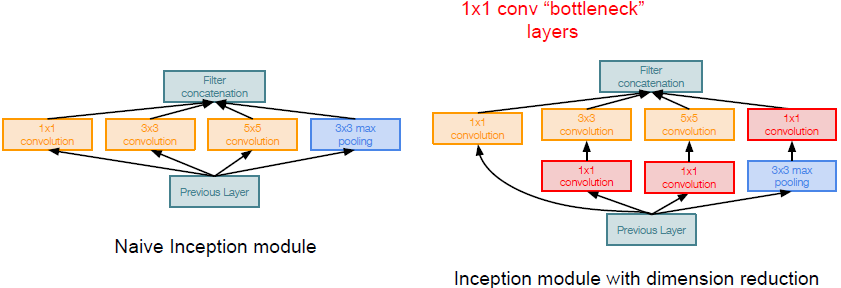 1x1 conv “bottleneck”
layers
Filter
concatenation
1x1
convolution
3x3
convolution
5x5
convolution
3x3 max
pooling
Previous Layer
Naive Inception module
Filter
concatenation
1x1
convolution
3x3
convolution
5x5
convolution
1x1
convolution
1x1
convolution
1x1
convolution
3x3 max
pooling
Previous Layer
Inception module with dimension reduction